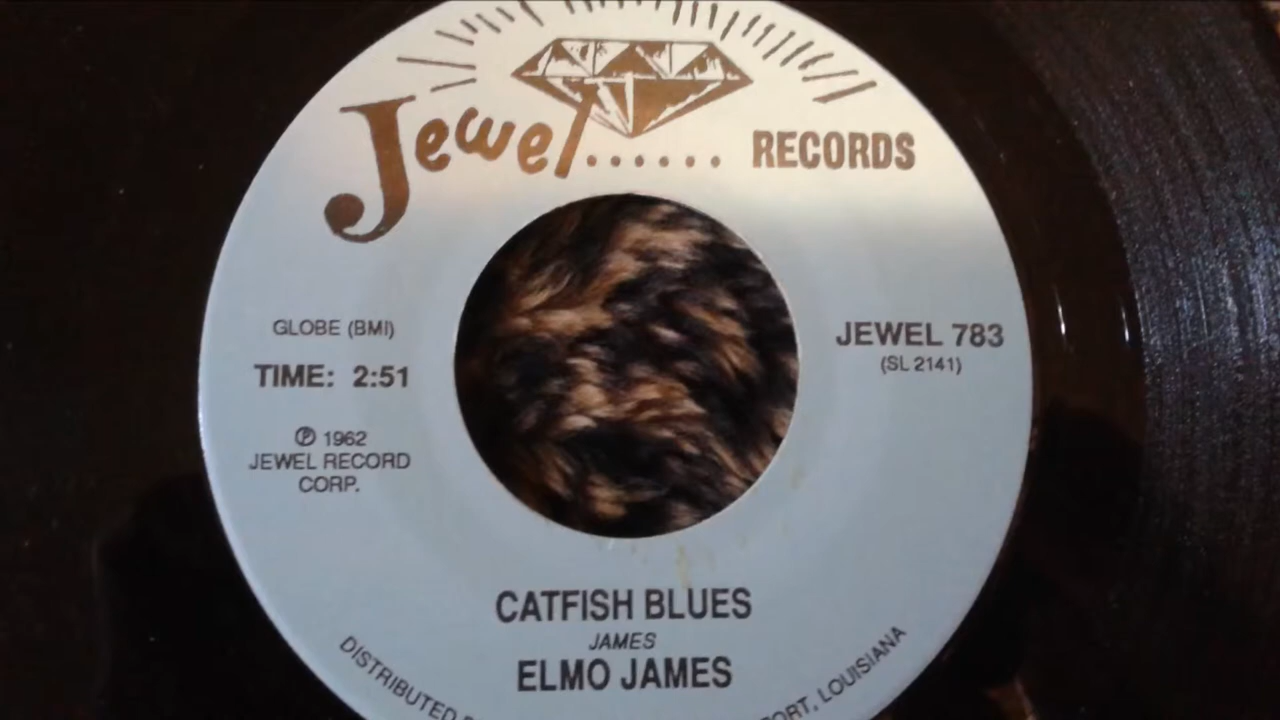 Jewel...... RECORDS
GLOBE (BMI)
TIME: 2:51
℗ 1962
JEWEL RECORD
CORP.
JEWEL 783
(SL 2141)
CATFISH BLUES
JAMES
ELMO JAMES
DISTRIBUTED
LOUISIANA